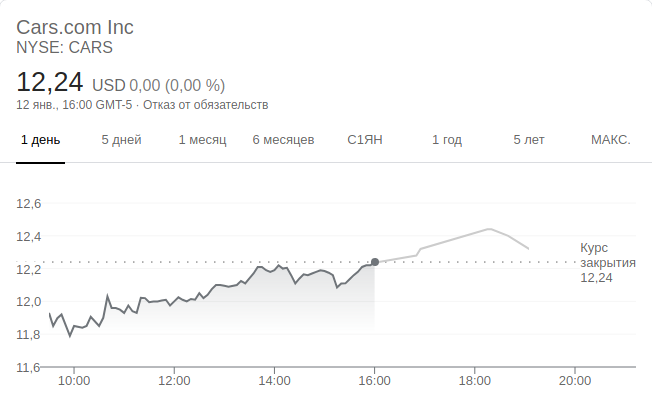 Cars.com Inc
NYSE: CARS
12,24 USD 0,00 (0,00 %)
12 янв., 16:00 GMT-5 · Отказ от обязательств
1 день 5 дней 1 месяц 6 месяцев С1ЯН 1 год 5 лет МАКС.
12,6
12,4
12,2
12,0
11,8
11,6
Курс
закрытия
12,24
10:00 12:00 14:00 16:00 18:00 20:00